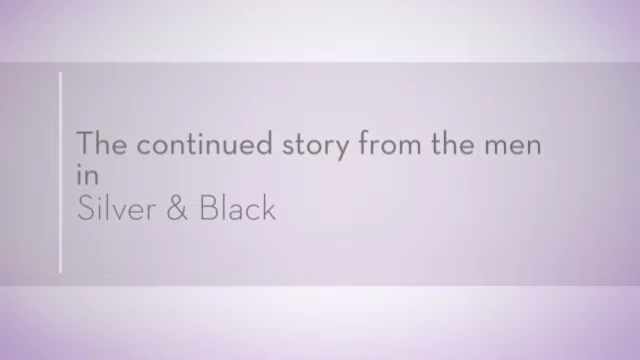 The continued story from the men
in
Silver & Black